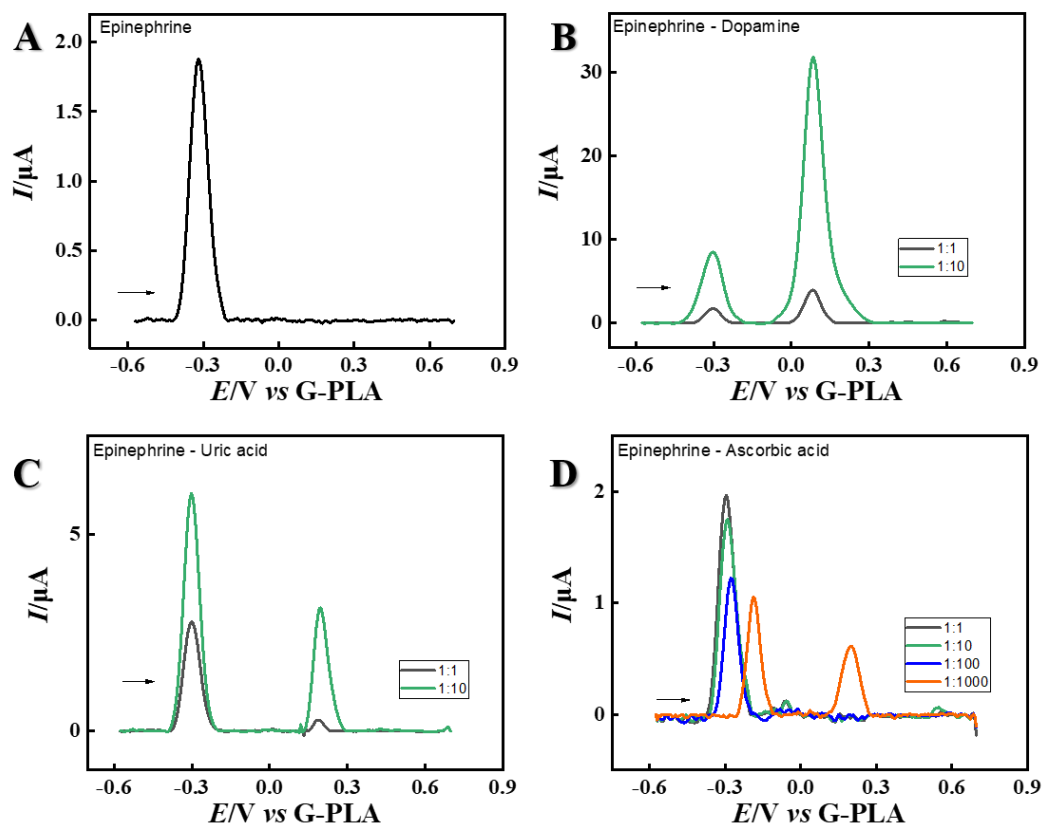 A
Epinephrine
2.0
1.5
1.0
0.5
0.0
I/µA
-0.6 -0.3 0.0 0.3 0.6 0.9
E/V vs G-PLA
B
Epinephrine - Dopamine
30
20
10
0
I/µA
1:1
1:10
-0.6 -0.3 0.0 0.3 0.6 0.9
E/V vs G-PLA
C
Epinephrine - Uric acid
5
0
I/µA
1:1
1:10
-0.6 -0.3 0.0 0.3 0.6 0.9
E/V vs G-PLA
D
Epinephrine - Ascorbic acid
2
1
0
I/µA
1:1
1:10
1:100
1:1000
-0.6 -0.3 0.0 0.3 0.6 0.9
E/V vs G-PLA